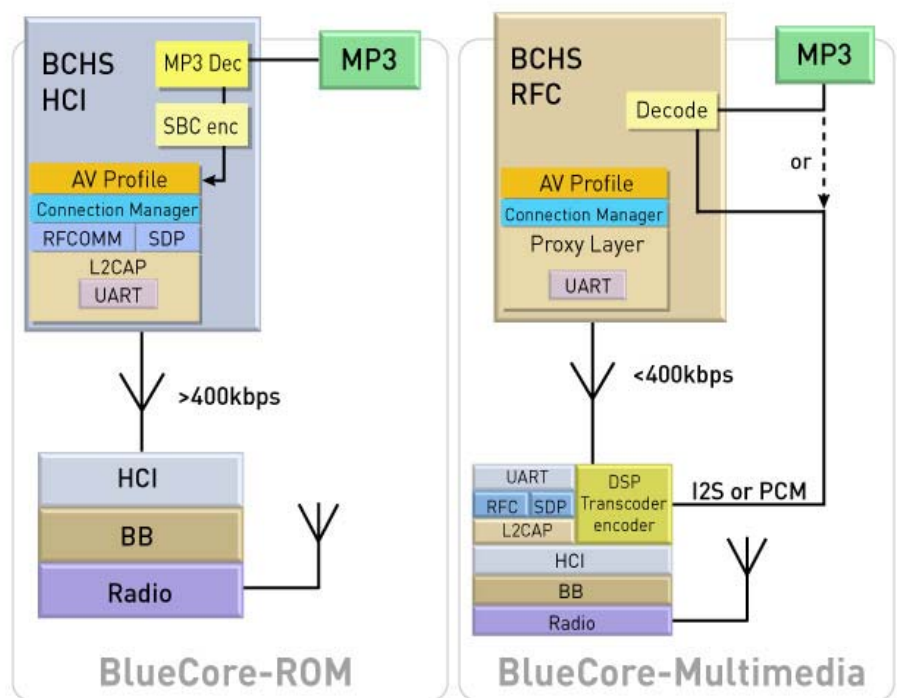 BCHS
HCI
MP3 Dec
MP3
SBC enc
AV Profile
Connection Manager
RFCOMM
SDP
L2CAP
UART
>400kbps
HCI
BB
Radio
BlueCore-ROM
BCHS
RFC
MP3
Decode
or
AV Profile
Connection Manager
Proxy Layer
UART
<400kbps
UART
RFC
SDP
L2CAP
DSP
Transcoder
encoder
I2S or PCM
HCI
BB
Radio
BlueCore-Multimedia